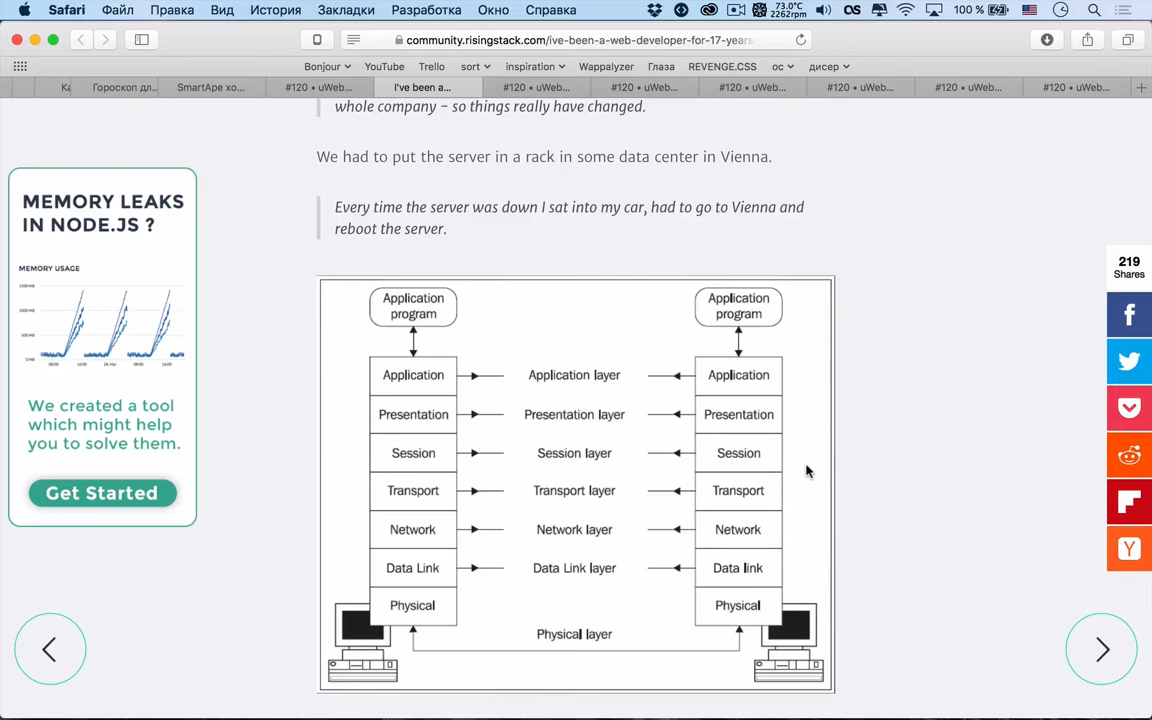 Safari Файл Правка Вид История Закладки Разработка Окно Справка 73.0°C 2262rpm 100 %
community.risingstack.com/ive-been-a-web-developer-for-17-years-
Bonjour YouTube Trello sort inspiration Wappalyzer Глаза REVENGE.CSS ос дисер
Ка Гороскоп дл... SmartApe хо... #120 • uWeb... I've been a... #120 • uWeb... #120 • uWeb... #120 • uWeb... #120 • uWeb... #120 • uWeb... #120 • uWeb...
whole company – so things really have changed.
We had to put the server in a rack in some data center in Vienna.
Every time the server was down I sat into my car, had to go to Vienna and
reboot the server.
MEMORY LEAKS
IN NODE.JS ?
MEMORY USAGE
We created a tool
which might help
you to solve them.
Get Started
Application program Application program
Application Application layer Application
Presentation Presentation layer Presentation
Session Session layer Session
Transport Transport layer Transport
Network Network layer Network
Data Link Data Link layer Data link
Physical Physical
Physical layer
219
Shares